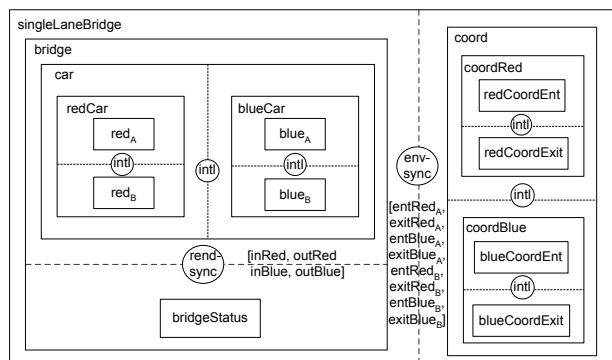 singleLaneBridge
bridge
car
redCar
red_A
intl
red_B
intl
blueCar
blue_A
intl
blue_B
rend-
sync
[inRed, outRed
inBlue, outBlue]
bridgeStatus
env-
sync
[entRed_A,
exitRed_A,
entBlue_A,
exitBlue_A,
entRed_B,
exitRed_B,
entBlue_B,
exitBlue_B]
coord
coordRed
redCoordEnt
intl
redCoordExit
intl
coordBlue
blueCoordEnt
intl
blueCoordExit